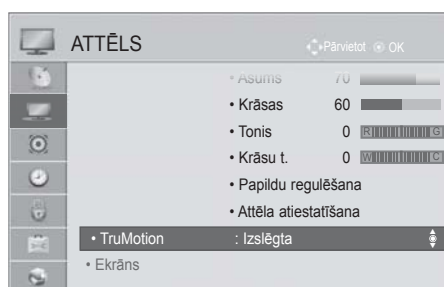 ATTĒLS
Pārvietot OK
• Asums 70
• Krāsas 60
• Tonis 0 R G
• Krāsu t. 0 W C
• Papildu regulēšana
• Attēla atiestatīšana
• TruMotion : Izslēgta
• Ekrāns